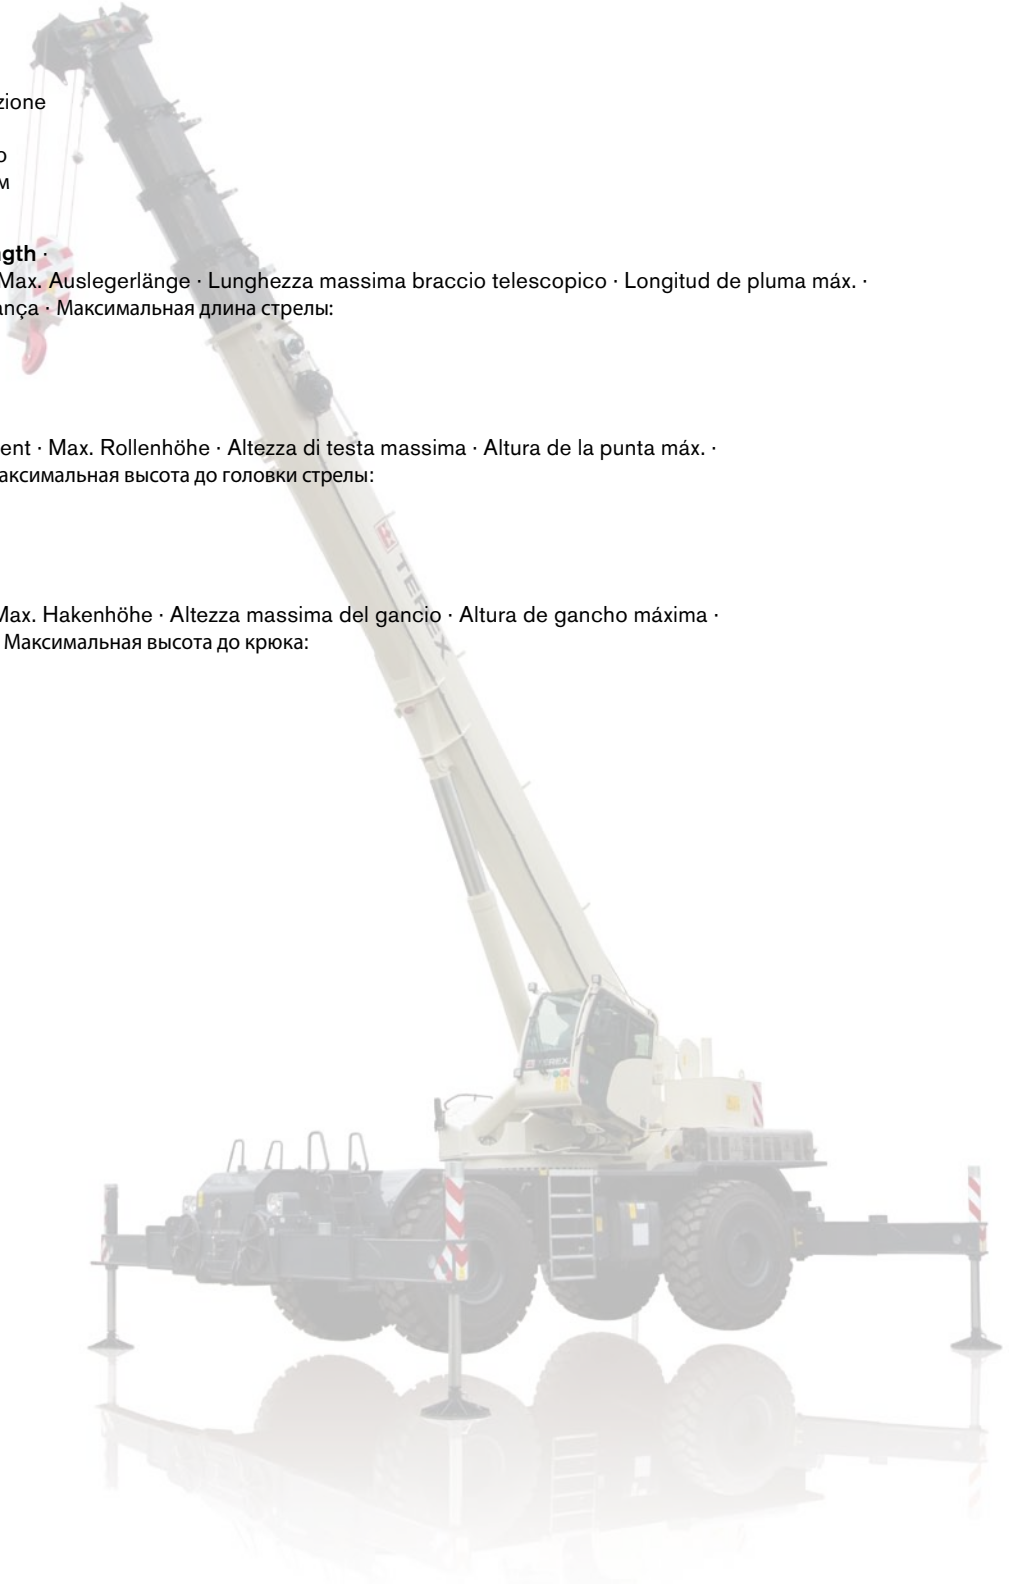 zione
o
м
gth ·
Max. Auslegerlänge · Lunghezza massima braccio telescopico · Longitud de pluma máx. ·
ança · Максимальная длина стрелы:
ent · Max. Rollenhöhe · Altezza di testa massima · Altura de la punta máx. ·
аксимальная высота до головки стрелы:
TEREX
Max. Hakenhöhe · Altezza massima del gancio · Altura de gancho máxima ·
Максимальная высота до крюка:
TEREX